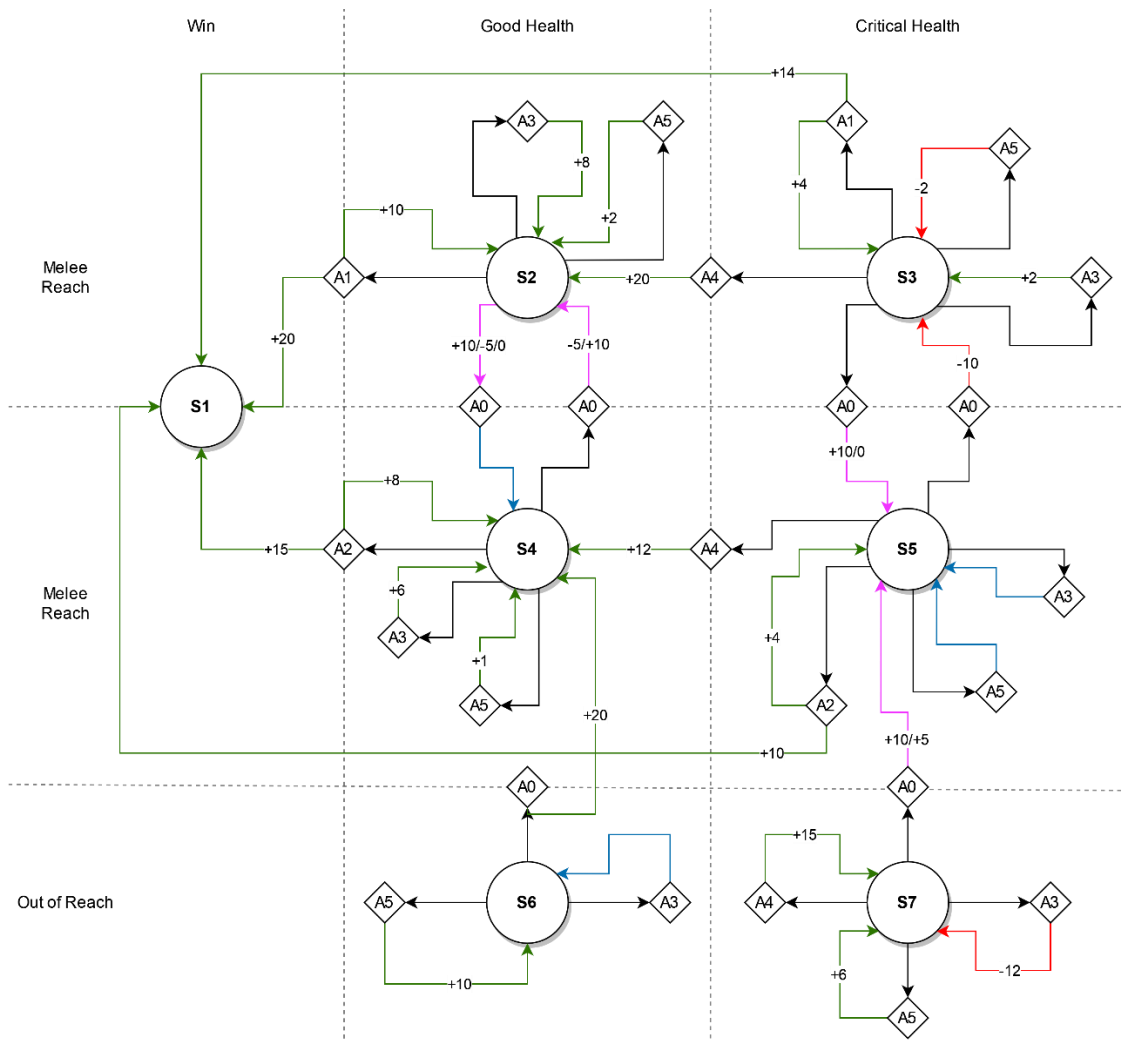 Win
Good Health
Critical Health
+14
A3
A5
A1
A5
+8
+4
-2
+10
+2
Melee
Reach
A1
S2
+20
A4
S3
+2
A3
+20
+10/-5/0
-5/+10
-10
S1
A0
A0
A0
A0
+10/0
+8
+15
A2
S4
+12
A4
S5
Melee
Reach
+6
A3
A3
+4
+1
A5
A2
A5
+20
+10/+5
+10
A0
A0
+15
Out of Reach
A5
S6
A3
A4
S7
A3
+10
+6
-12
A5